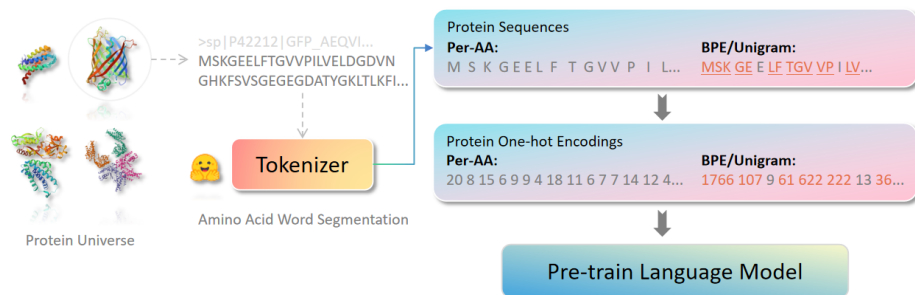 >sp|P42212|GFP_AEQVI...
MSKGEELFTGVVPILVELDGDVN
GHKFSVSGEGEGDATYGKLTLKFI...
Tokenizer
Amino Acid Word Segmentation
Protein Universe
Protein Sequences
Per-AA:
M S K G E E L F T G V V P I L...
BPE/Unigram:
MSK GE E LF TGV VP I LV...
Protein One-hot Encodings
Per-AA:
20 8 15 6 9 9 4 18 11 6 7 7 14 12 4...
BPE/Unigram:
1766 107 9 61 622 222 13 36...
Pre-train Language Model